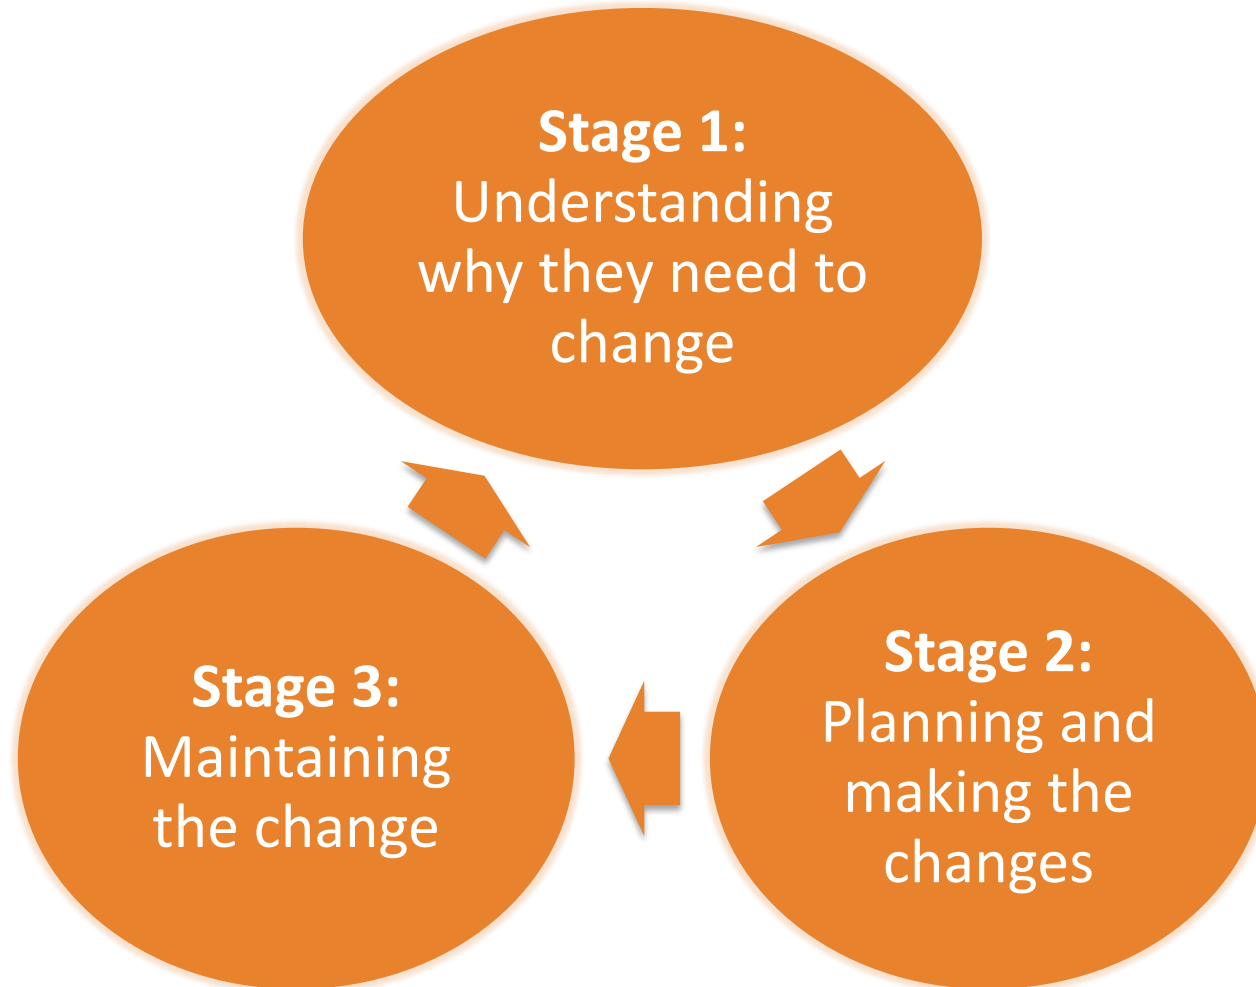 Stage 1:
Understanding
why they need to
change
Stage 2:
Planning and
making the
changes
Stage 3:
Maintaining
the change